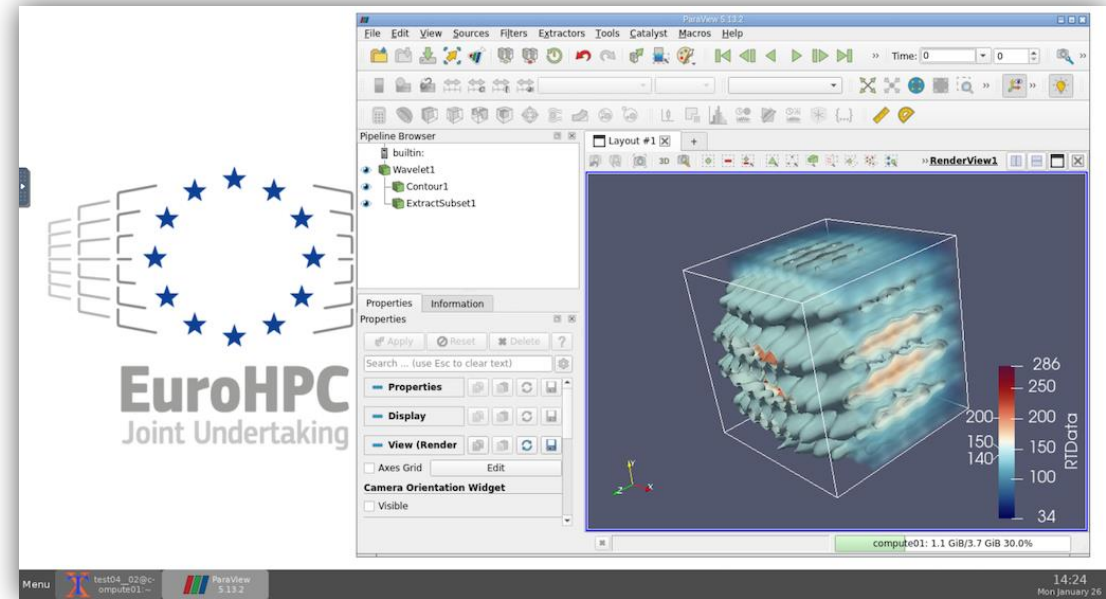 ParaView 5.13.2
File Edit View Sources Filters Extractors Tools Catalyst Macros Help
Time: 0 0
3D
Pipeline Browser
builtin:
Wavelet1
Contour1
ExtractSubset1
Layout #1
+
RenderView1
Properties Information
Properties
Apply Reset Delete ?
Search ... (use Esc to clear text)
Properties
Display
View (Render
Axes Grid Edit
Camera Orientation Widget
Visible
EuroHPC
Joint Undertaking
286
250
200 200
150 150
140
100
34
RTData
Y
Z X
compute01: 1.1 GiB/3.7 GiB 30.0%
Menu
test04__02@c-
ompute01:~
ParaView
5.13.2
14:24
Mon January 26